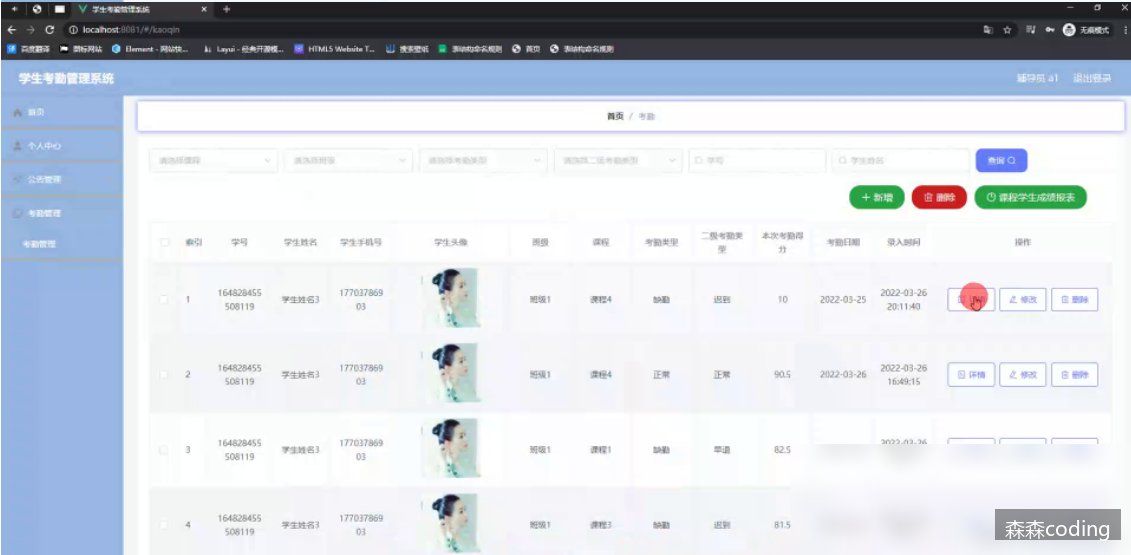 学生考勤管理系统
localhost:8081/#/kaoqin
无痕模式
百度翻译 图标网站 Element - 网站快... Layui - 经典开源模... HTML5 Website T... 搜索壁纸 表结构命名规则 首页 表结构命名规则
学生考勤管理系统
辅导员 a1 退出登录
首页
个人中心
公告管理
考勤管理
考勤管理
首页 / 考勤
请选择课程 请选择班级 请选择考勤类型 请选择二级考勤类型 学号 学生姓名 查询
+ 新增 删除 课程学生成绩报表
索引 学号 学生姓名 学生手机号 学生头像 班级 课程 考勤类型 二级考勤类型 本次考勤得分 考勤日期 录入时间 操作
1 164828455508119 学生姓名3 17703786903 班级1 课程4 缺勤 迟到 10 2022-03-25 2022-03-26 20:11:40 修改 删除
2 164828455508119 学生姓名3 17703786903 班级1 课程4 正常 正常 90.5 2022-03-26 2022-03-26 16:49:15 详情 修改 删除
3 164828455508119 学生姓名3 17703786903 班级1 课程1 缺勤 早退 82.5
4 164828455508119 学生姓名3 17703786903 班级1 课程3 缺勤 迟到 81.5
森森coding